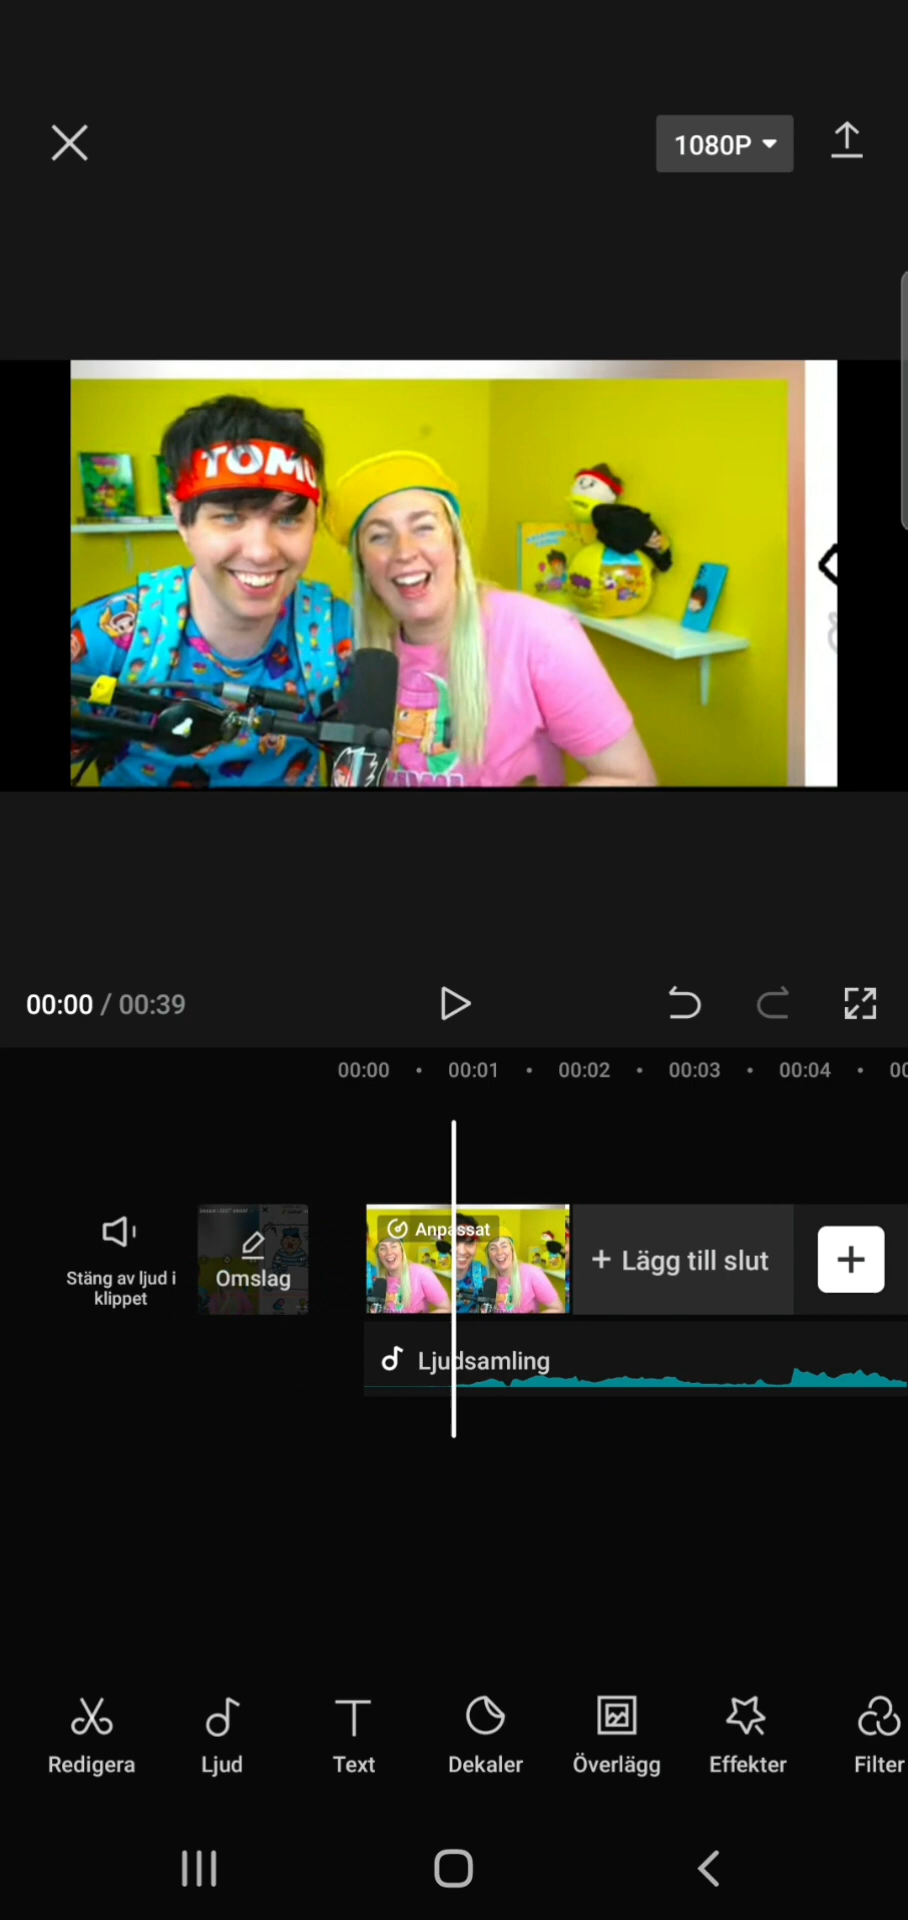 1080P
TOMU
00:00 / 00:39
00:00 • 00:01 • 00:02 • 00:03 • 00:04 •
Stäng av ljud i
klippet
Omslag
Anpassat
+ Lägg till slut
Ljudsamling
Redigera
Ljud
Text
Dekaler
Överlägg
Effekter
Filter